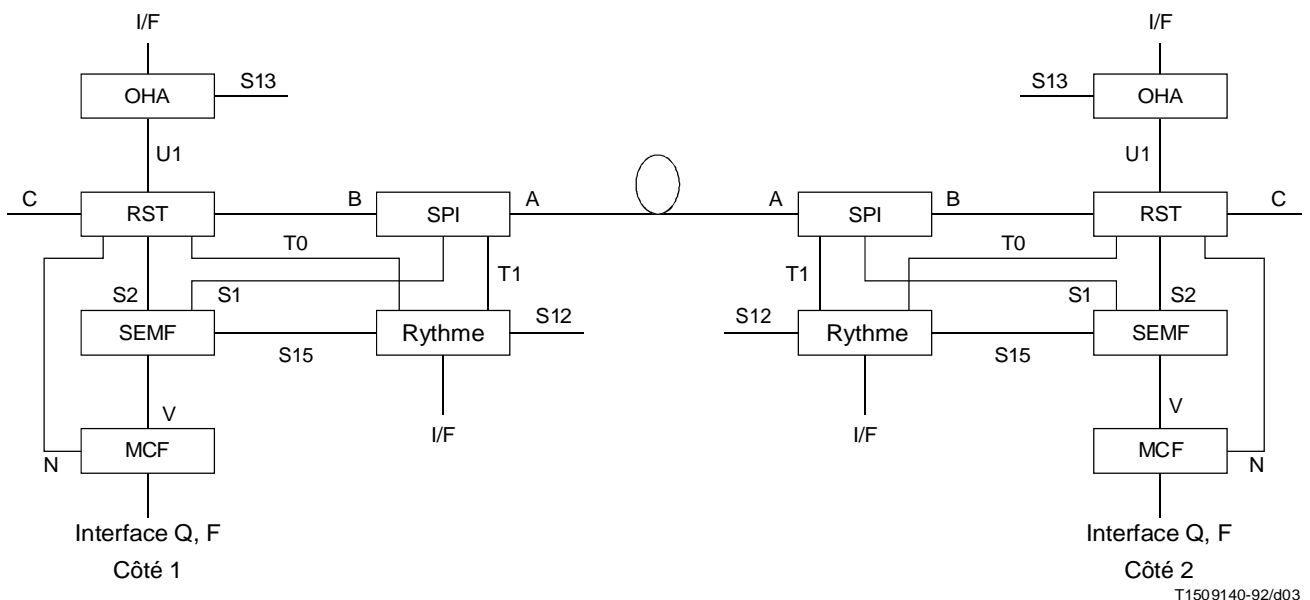 I/F
I/F
OHA
S13
S13
OHA
U1
U1
C
RST
B
SPI
A
A
SPI
B
RST
C
T0
T0
T1
T1
S2
S1
S1
S2
SEMF
S15
Rythme
S12
S12
Rythme
S15
SEMF
V
I/F
I/F
V
MCF
N
MCF
N
Interface Q, F
Côté 1
Interface Q, F
Côté 2
T1509140-92/d03